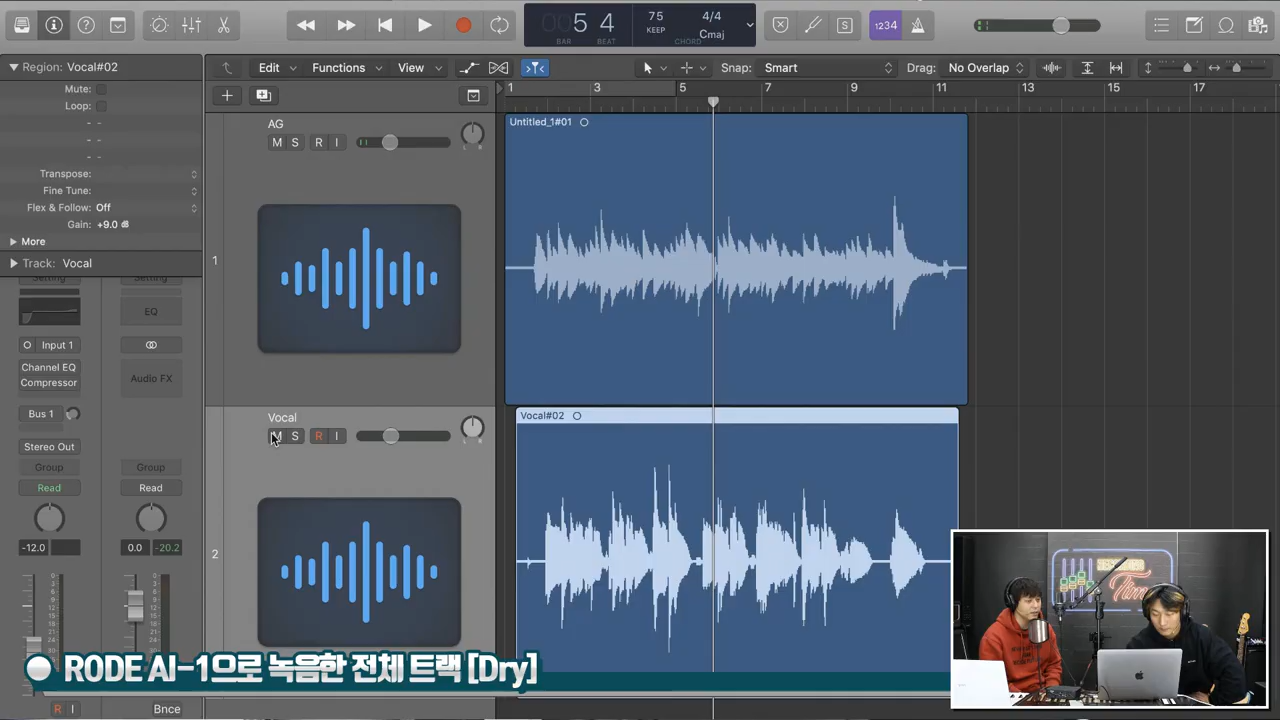 5 4
BAR BEAT
75
KEEP
4/4
Cmaj
CHORD
S
1234
Region: Vocal#02
Mute:
Loop:
Transpose:
Fine Tune:
Flex & Follow: Off
Gain: +9.0 dB
More
Track: Vocal
Edit Functions View
Snap: Smart
Drag: No Overlap
1 3 5 7 9 11 13 15 17
AG
M S R I
1
Untitled_1#01
Vocal
M S R I
2
Vocal#02
Setting
Setting
EQ
Input 1
Channel EQ
Compressor
Audio FX
Bus 1
Stereo Out
Group Group
Read Read
-12.0 0.0 -20.2
R I
Bnce
RODE AI-1으로 녹음한 전체 트랙 [Dry]
Time